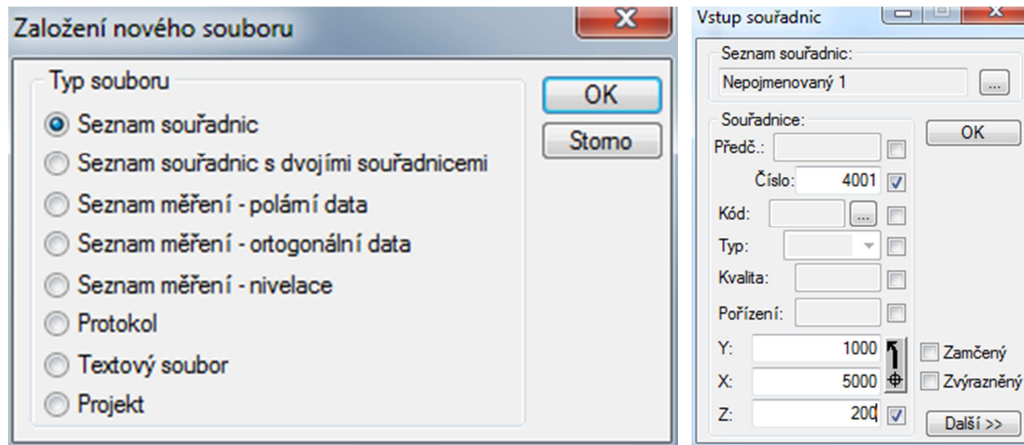 Založení nového souboru
Typ souboru
Seznam souřadnic
Seznam souřadnic s dvojími souřadnicemi
Seznam měření - polární data
Seznam měření - ortogonální data
Seznam měření - nivelace
Protokol
Textový soubor
Projekt
OK
Storno
Vstup souřadnic
Seznam souřadnic:
Nepojmenovaný 1
...
Souřadnice:
OK
Předč.:
Číslo: 4001
Kód: ...
Typ:
Kvalita:
Pořízení:
Y: 1000
X: 5000
Z: 200
Zamčený
Zvýrazněný
Další >>